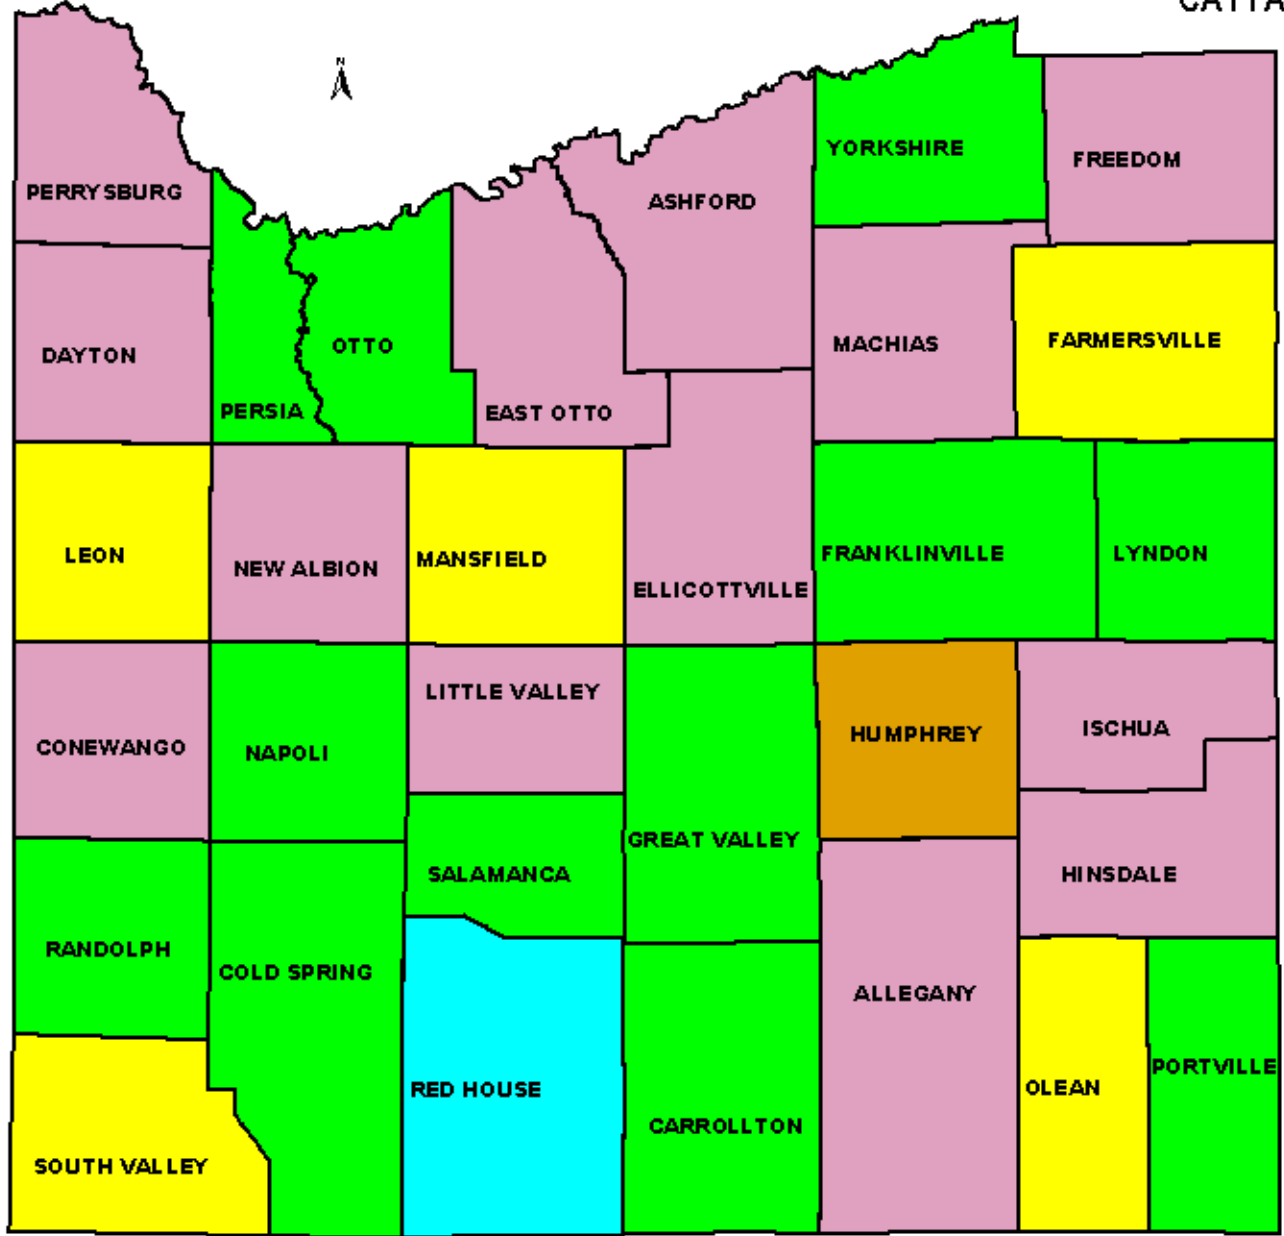 CATTA
N
YORKSHIRE
FREEDOM
PERRYSBURG
ASHFORD
MACHIAS
FARMERSVILLE
OTTO
DAYTON
PERSIA
EAST OTTO
LEON
NEW ALBION
MANSFIELD
FRANKLINVILLE
LYNDON
ELLICOTTVILLE
LITTLE VALLEY
CONEWANGO
NAPOLI
HUMPHREY
ISCHUA
GREAT VALLEY
SALAMANCA
HINSDALE
RANDOLPH
COLD SPRING
ALLEGANY
RED HOUSE
OLEAN
PORTVILLE
CARROLLTON
SOUTH VALLEY